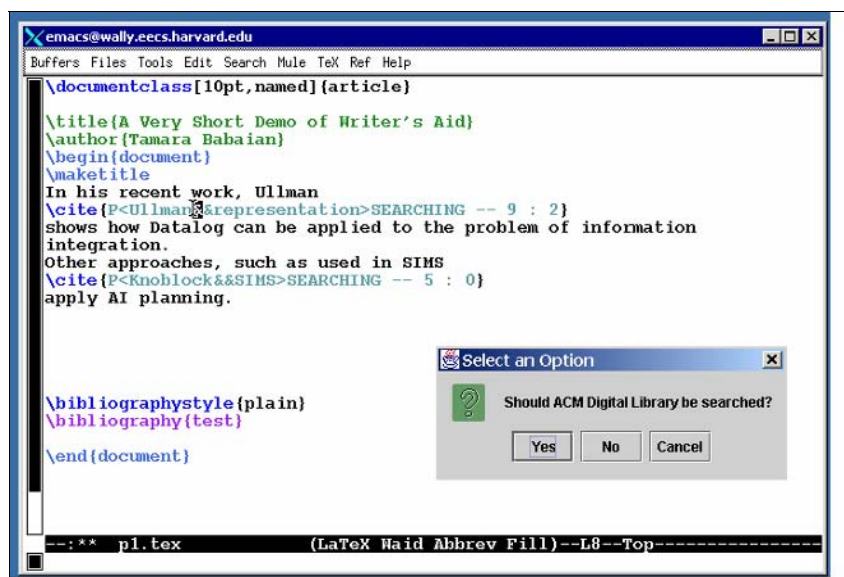 emacs@wally.eecs.harvard.edu
Buffers Files Tools Edit Search Mule TeX Ref Help
\documentclass[10pt,named]{article}
\title{A Very Short Demo of Writer's Aid}
\author{Tamara Babaian}
\begin{document}
\maketitle
In his recent work, Ullman
\cite{P<Ullman&&representation>SEARCHING -- 9 : 2}
shows how Datalog can be applied to the problem of information
integration.
Other approaches, such as used in SIMS
\cite{P<Knoblock&&SIMS>SEARCHING -- 5 : 0}
apply AI planning.
Select an Option
Should ACM Digital Library be searched?
Yes No Cancel
\bibliographystyle{plain}
\bibliography{test}
\end{document}
--:** p1.tex (LaTeX Waid Abbrev Fill)--L8--Top-----------------